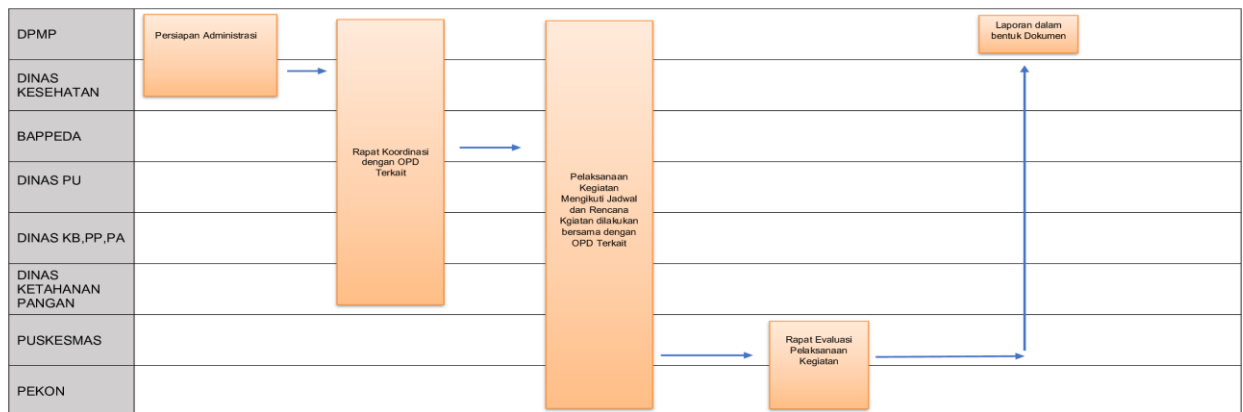 DPMP
DINAS
KESEHATAN
BAPPEDA
DINAS PU
DINAS KB,PP,PA
DINAS
KETAHANAN
PANGAN
PUSKESMAS
PEKON
Persiapan Administrasi
Rapat Koordinasi
dengan OPD
Terkait
Pelaksanaan
Kegiatan
Mengikuti Jadwal
dan Rencana
Kgiatan dilakukan
bersama dengan
OPD Terkait
Rapat Evaluasi
Pelaksanaan
Kegiatan
Laporan dalam
bentuk Dokumen